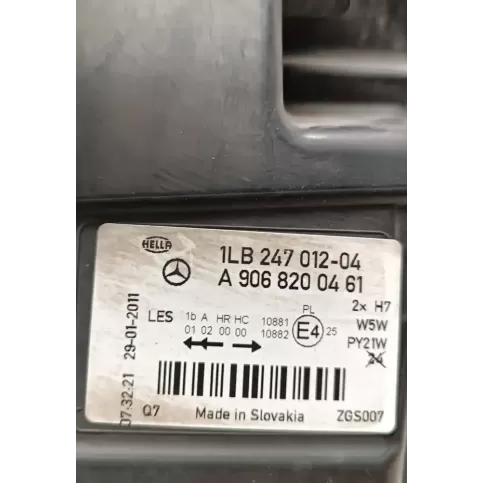 HELLA
1LB 247 012-04
A 906 820 04 61
2x H7
LES
1b A HR HC
01 02 00 00
10881
10882
PL
E4
25
W5W
PY21W
24
07:32:21 29-01-2011
Q7
Made in Slovakia
ZGS007